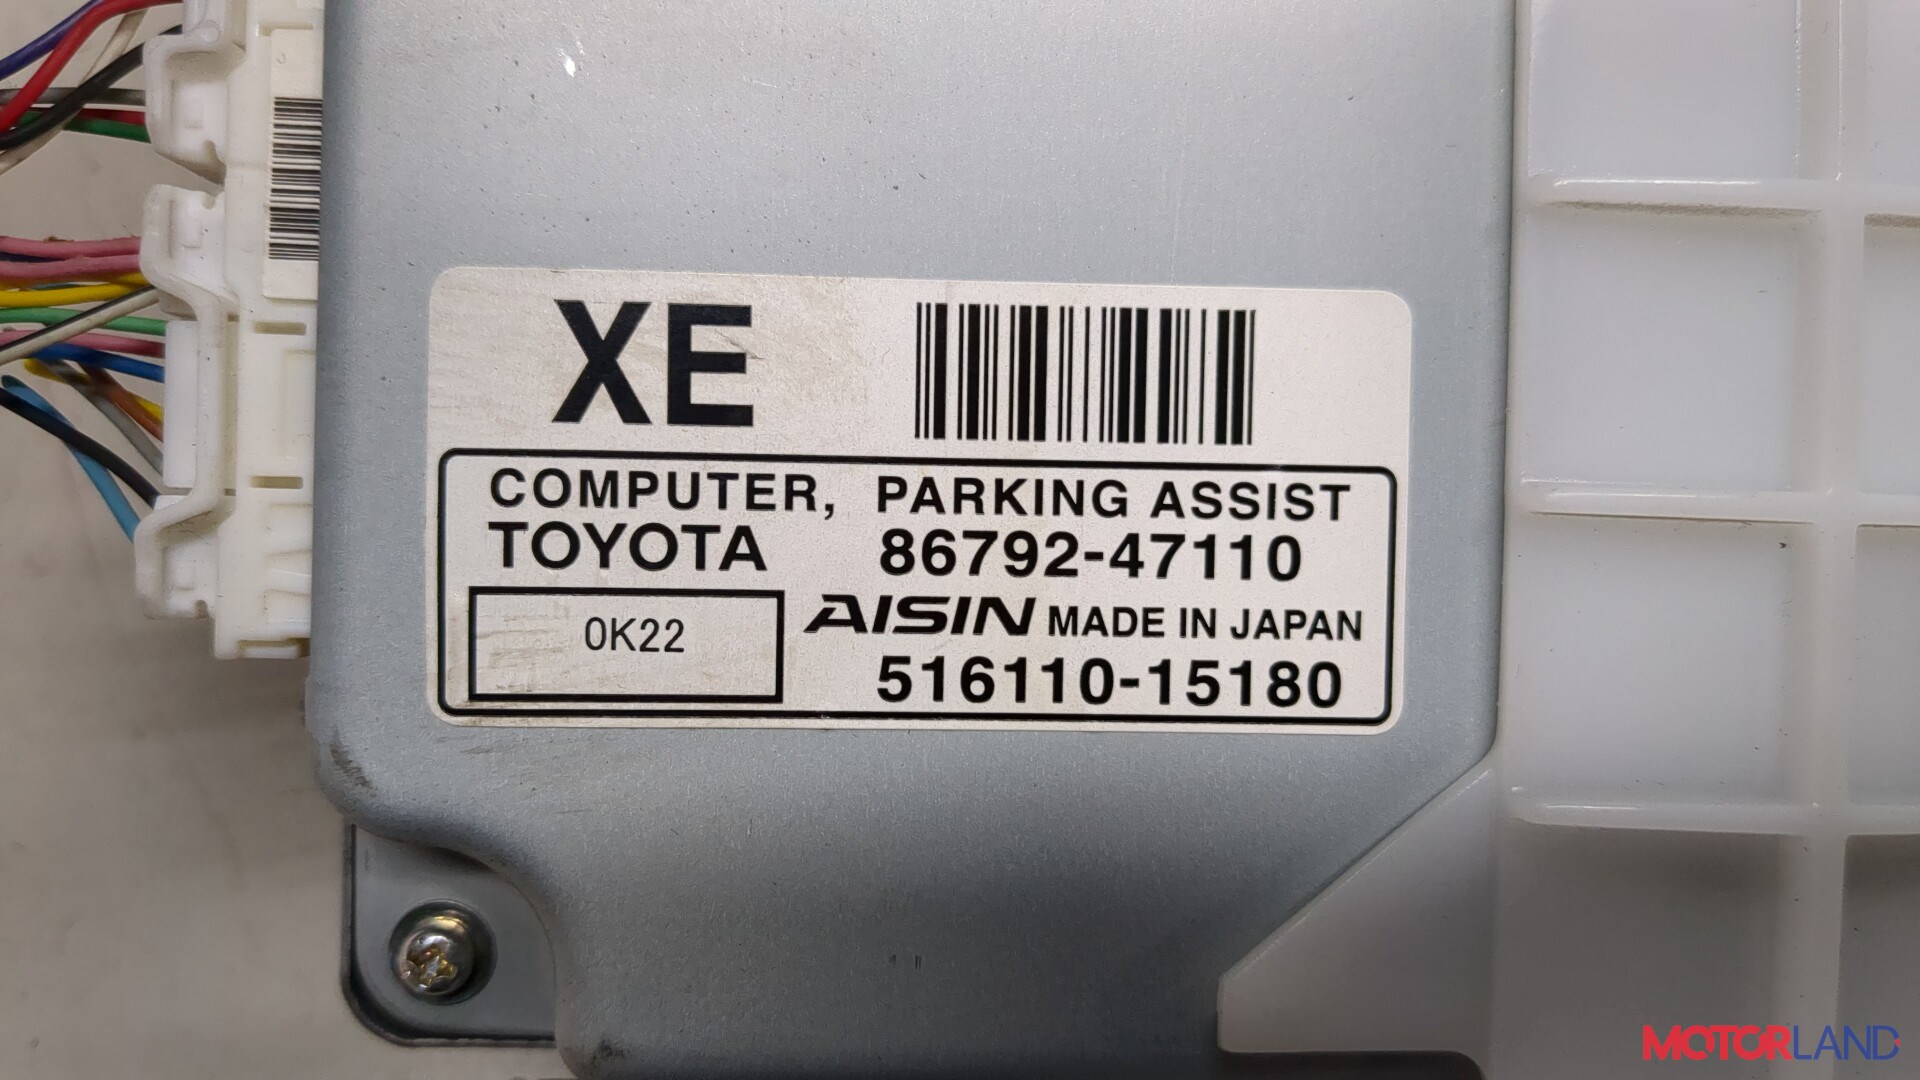 XE
COMPUTER, PARKING ASSIST
TOYOTA 86792-47110
0K22
AISIN MADE IN JAPAN
516110-15180
MOTORLAND